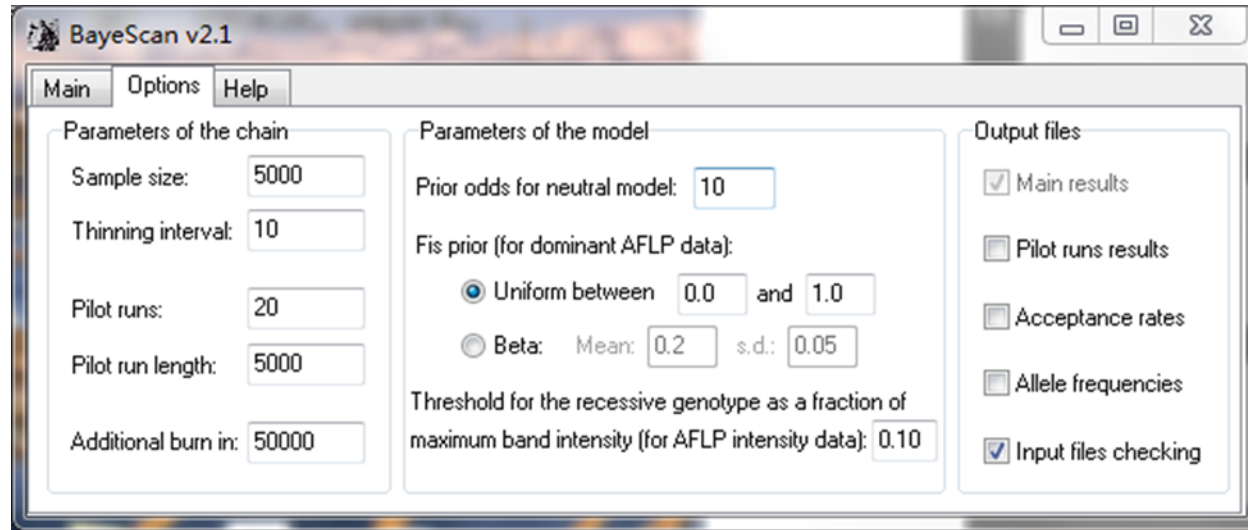 BayeScan v2.1
Main Options Help
Parameters of the chain
Sample size: 5000
Thinning interval: 10
Pilot runs: 20
Pilot run length: 5000
Additional burn in: 50000
Parameters of the model
Prior odds for neutral model: 10
Fis prior (for dominant AFLP data):
Uniform between 0.0 and 1.0
Beta: Mean: 0.2 s.d.: 0.05
Threshold for the recessive genotype as a fraction of
maximum band intensity (for AFLP intensity data): 0.10
Output files
Main results
Pilot runs results
Acceptance rates
Allele frequencies
Input files checking